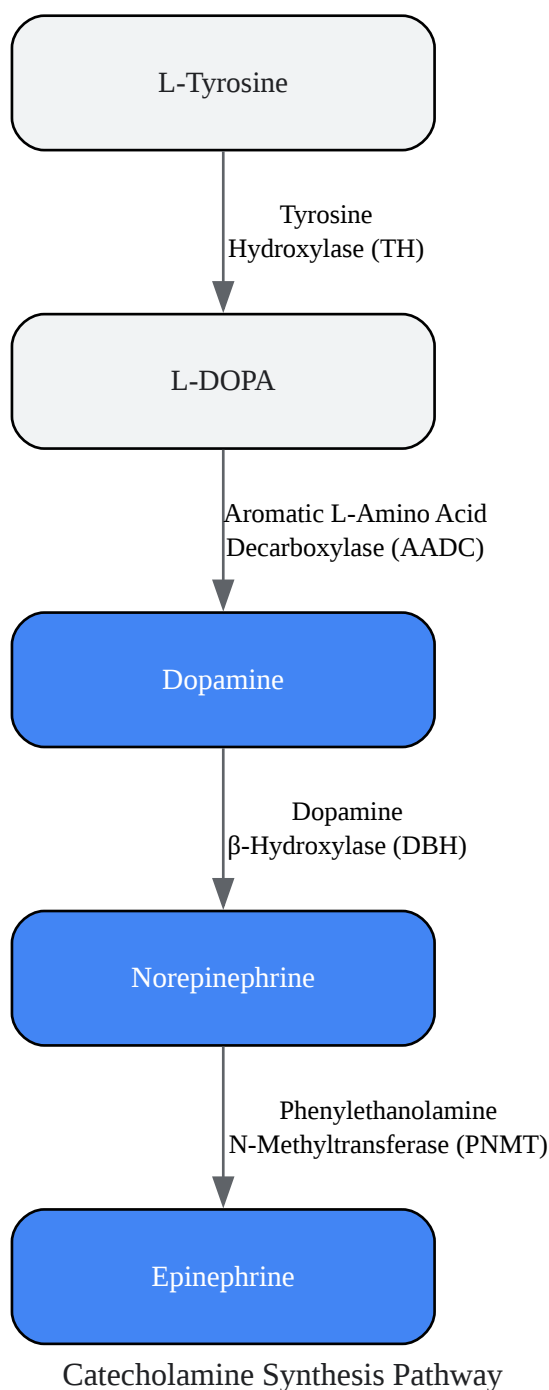 L-Tyrosine
Tyrosine
Hydroxylase (TH)
L-DOPA
Aromatic L-Amino Acid
Decarboxylase (AADC)
Dopamine
Dopamine
β-Hydroxylase (DBH)
Norepinephrine
Phenylethanolamine
N-Methyltransferase (PNMT)
Epinephrine
Catecholamine Synthesis Pathway